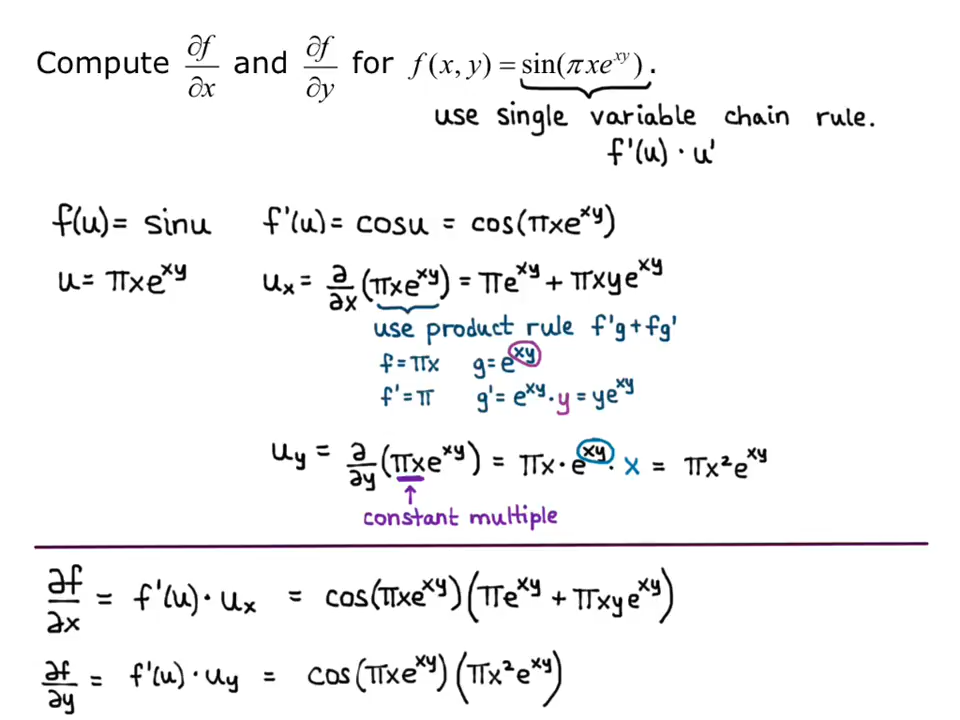 Compute ∂f/∂x and ∂f/∂y for f(x, y) = sin(πxe^{xy}).
use single variable chain rule.
f'(u) · u'
f(u) = sinu f'(u) = cosu = cos(πxe^{xy})
u = πxe^{xy} u_x = ∂/∂x (πxe^{xy}) = πe^{xy} + πxye^{xy}
use product rule f'g + fg'
f = πx g = e^{xy}
f' = π g' = e^{xy} · y = ye^{xy}
u_y = ∂/∂y (πxe^{xy}) = πx · e^{xy} · x = πx²e^{xy}
↑
constant multiple
∂f/∂x = f'(u) · u_x = cos(πxe^{xy})(πe^{xy} + πxye^{xy})
∂f/∂y = f'(u) · u_y = cos(πxe^{xy})(πx²e^{xy})